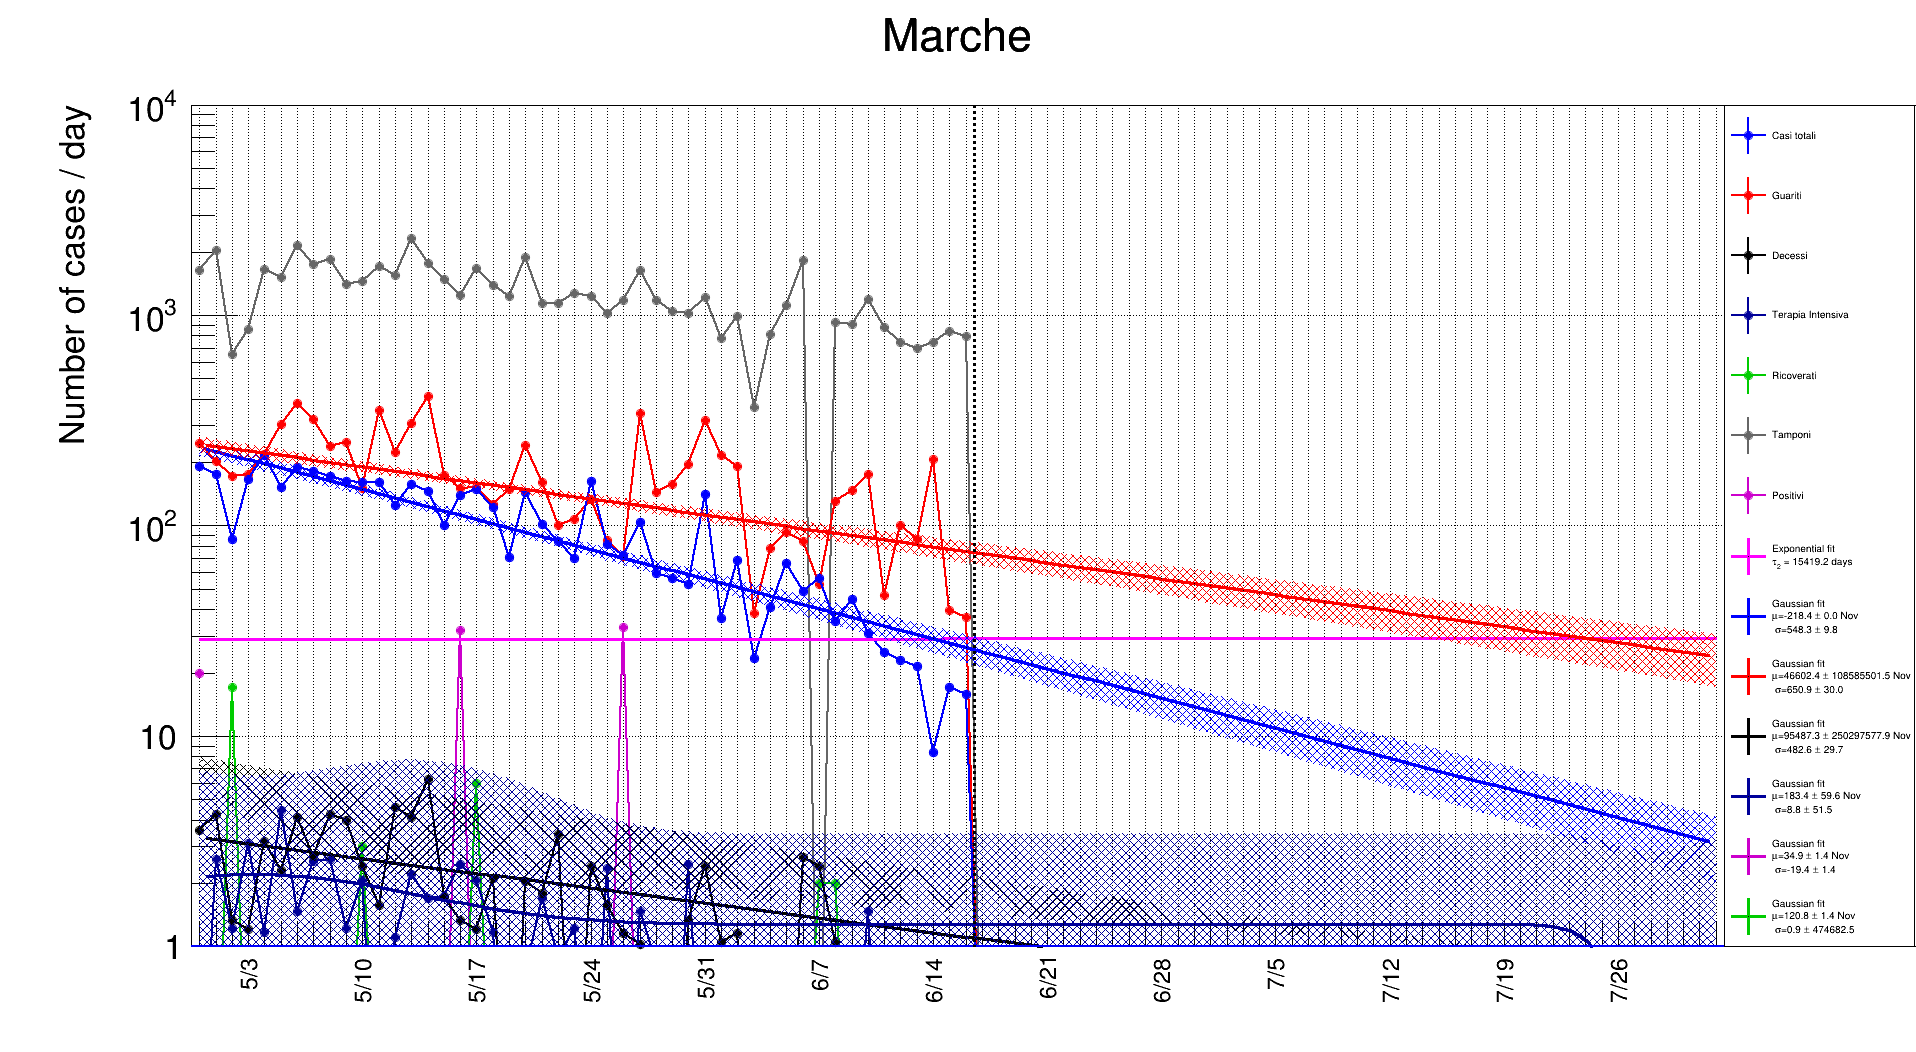 Marche
Number of cases / day
10⁴
10³
10²
10
1
5/3
5/10
5/17
5/24
5/31
6/7
6/14
6/21
6/28
7/5
7/12
7/19
7/26
Casi totali
Guariti
Decessi
Terapia Intensiva
Ricoverati
Tamponi
Positivi
Exponential fit
τ₂ = 15419.2 days
Gaussian fit
μ=-218.4 ± 0.0 Nov
σ=548.3 ± 9.8
Gaussian fit
μ=46602.4 ± 108585501.5 Nov
σ=650.9 ± 30.0
Gaussian fit
μ=95487.3 ± 250297577.9 Nov
σ=482.6 ± 29.7
Gaussian fit
μ=183.4 ± 59.6 Nov
σ=8.8 ± 51.5
Gaussian fit
μ=34.9 ± 1.4 Nov
σ=-19.4 ± 1.4
Gaussian fit
μ=120.8 ± 1.4 Nov
σ=0.9 ± 474682.5